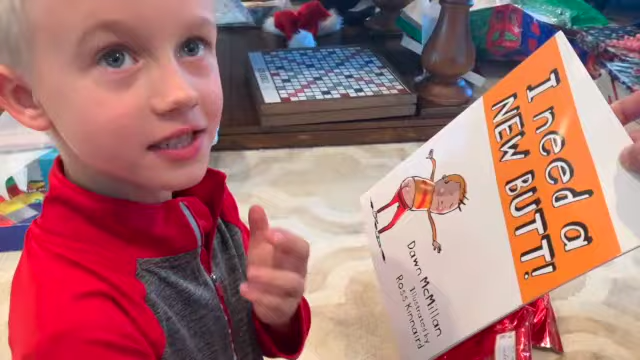 I need a
NEW BUTT!
Dawn McMillan
Illustrated by
Ross Kinnaird